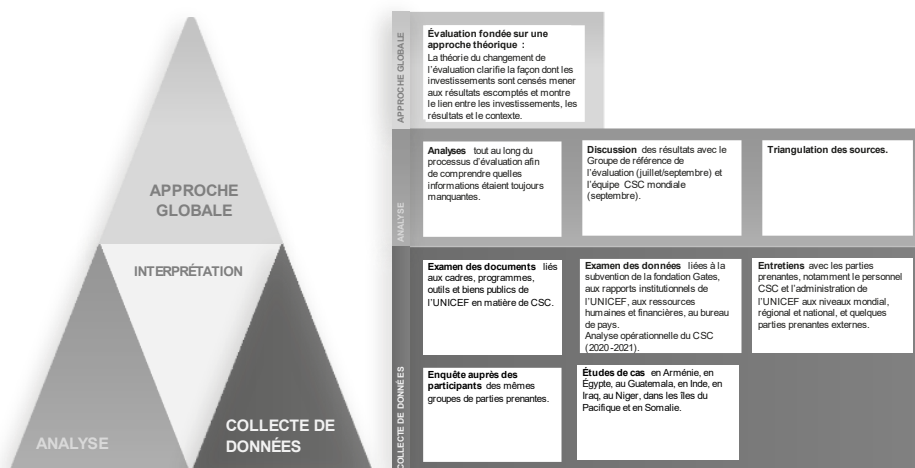 APPROCHE
GLOBALE
INTERPRÉTATION
ANALYSE
COLLECTE DE
DONNÉES
APPROCHE GLOBALE
Évaluation fondée sur une
approche théorique :
La théorie du changement de
l'évaluation clarifie la façon dont les
investissements sont censés mener
aux résultats escomptés et montre
le lien entre les investissements, les
résultats et le contexte.
ANALYSE
Analyses tout au long du
processus d'évaluation afin
de comprendre quelles
informations étaient toujours
manquantes.
Discussion des résultats avec le
Groupe de référence de
l'évaluation (juillet/septembre) et
l'équipe CSC mondiale
(septembre).
Triangulation des sources.
COLLECTE DE DONNÉES
Examen des documents liés
aux cadres, programmes,
outils et biens publics de
l'UNICEF en matière de CSC.
Examen des données liées à la
subvention de la fondation Gates,
aux rapports institutionnels de
l'UNICEF, aux ressources
humaines et financières, au bureau
de pays.
Analyse opérationnelle du CSC
(2020-2021).
Entretiens avec les parties
prenantes, notamment le personnel
CSC et l'administration de
l'UNICEF aux niveaux mondial,
régional et national, et quelques
parties prenantes externes.
Enquête auprès des
participants des mêmes
groupes de parties prenantes.
Études de cas en Arménie, en
Égypte, au Guatemala, en Inde, en
Iraq, au Niger, dans les îles du
Pacifique et en Somalie.